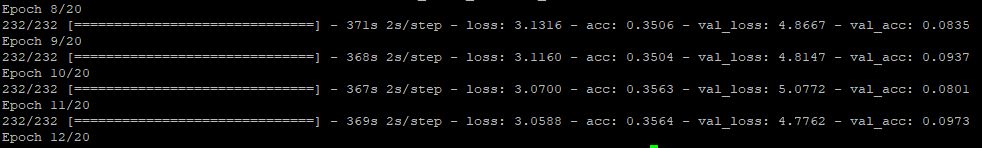 Epoch 8/20
232/232 [==============================] - 371s 2s/step - loss: 3.1316 - acc: 0.3506 - val_loss: 4.8667 - val_acc: 0.0835
Epoch 9/20
232/232 [==============================] - 368s 2s/step - loss: 3.1160 - acc: 0.3504 - val_loss: 4.8147 - val_acc: 0.0937
Epoch 10/20
232/232 [==============================] - 367s 2s/step - loss: 3.0700 - acc: 0.3563 - val_loss: 5.0772 - val_acc: 0.0801
Epoch 11/20
232/232 [==============================] - 369s 2s/step - loss: 3.0588 - acc: 0.3564 - val_loss: 4.7762 - val_acc: 0.0973
Epoch 12/20